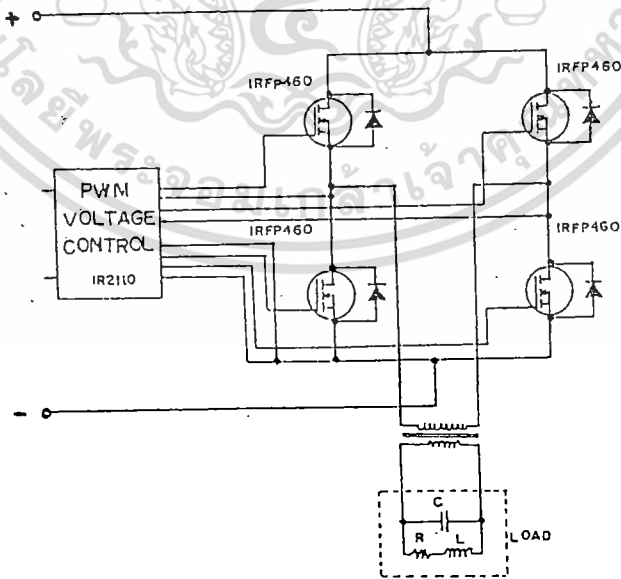 +
IRFP460
IRFP460
PWM
VOLTAGE
CONTROL
IR2110
IRFP460
IRFP460
-
C
R
L
LOAD